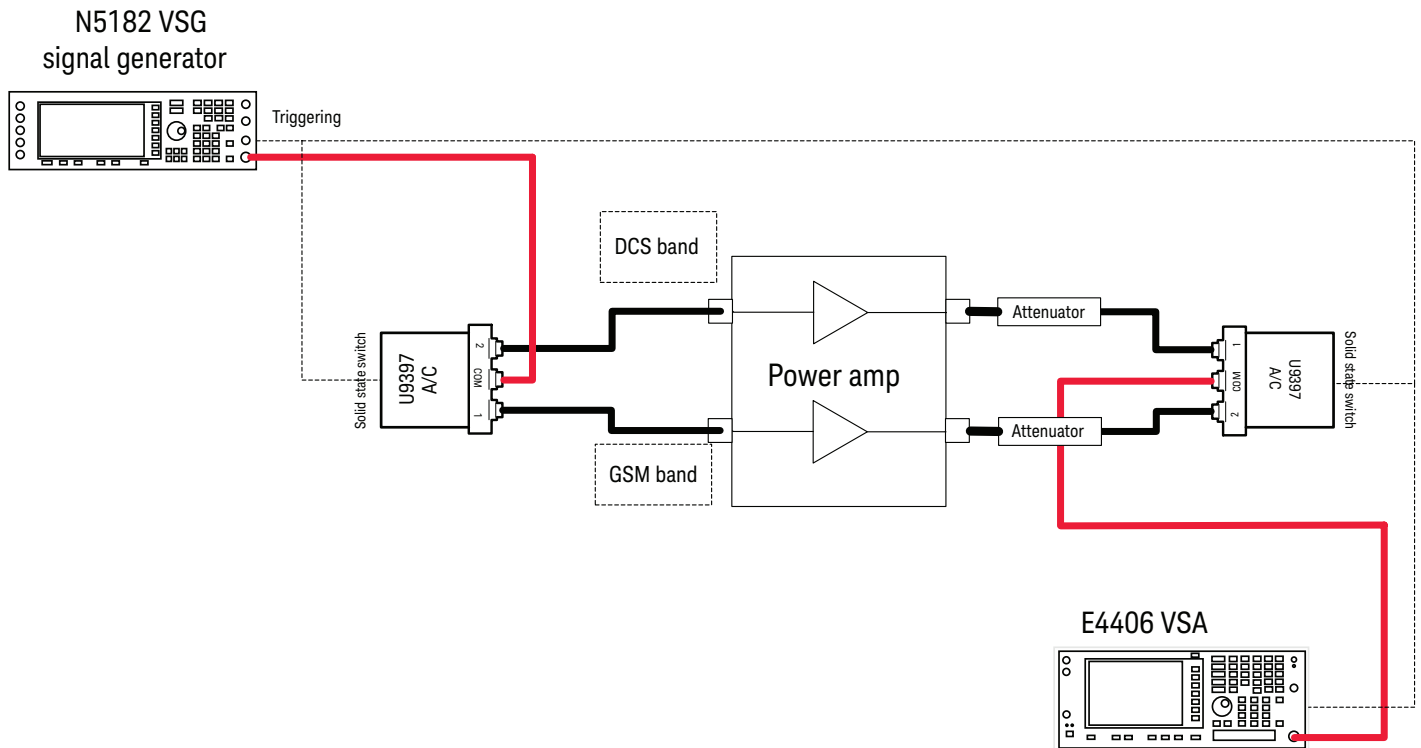 N5182 VSG
signal generator
Triggering
DCS band
Attenuator
Solid state switch
U9397
A/C
2
COM
1
Power amp
1
COM
2
U9397
A/C
Solid state switch
GSM band
Attenuator
E4406 VSA